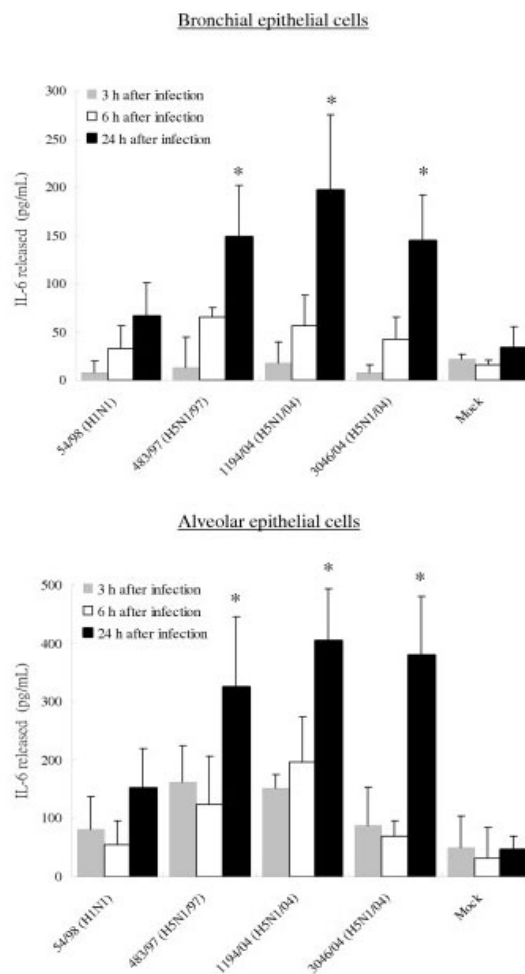 Bronchial epithelial cells
300
250
200
150
100
50
0
IL-6 released (pg/mL)
3 h after infection
6 h after infection
24 h after infection
*
*
*
54/98 (H1N1)
483/97 (H5N1/97)
1194/04 (H5N1/04)
3046/04 (H5N1/04)
Mock
Alveolar epithelial cells
500
400
300
200
100
00
IL-6 released (pg/mL)
3 h after infection
6 h after infection
24 h after infection
*
*
*
54/98 (H1N1)
483/97 (H5N1/97)
1194/04 (H5N1/04)
3046/04 (H5N1/04)
Mock